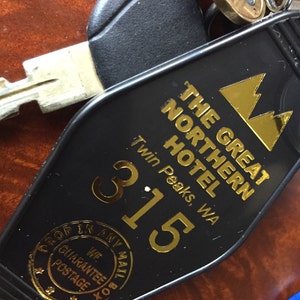 THE GREAT
NORTHERN
HOTEL
Twin Peaks, WA
315
DROP IN ANY MAIL BOX
WE
GUARANTEE
POSTAGE